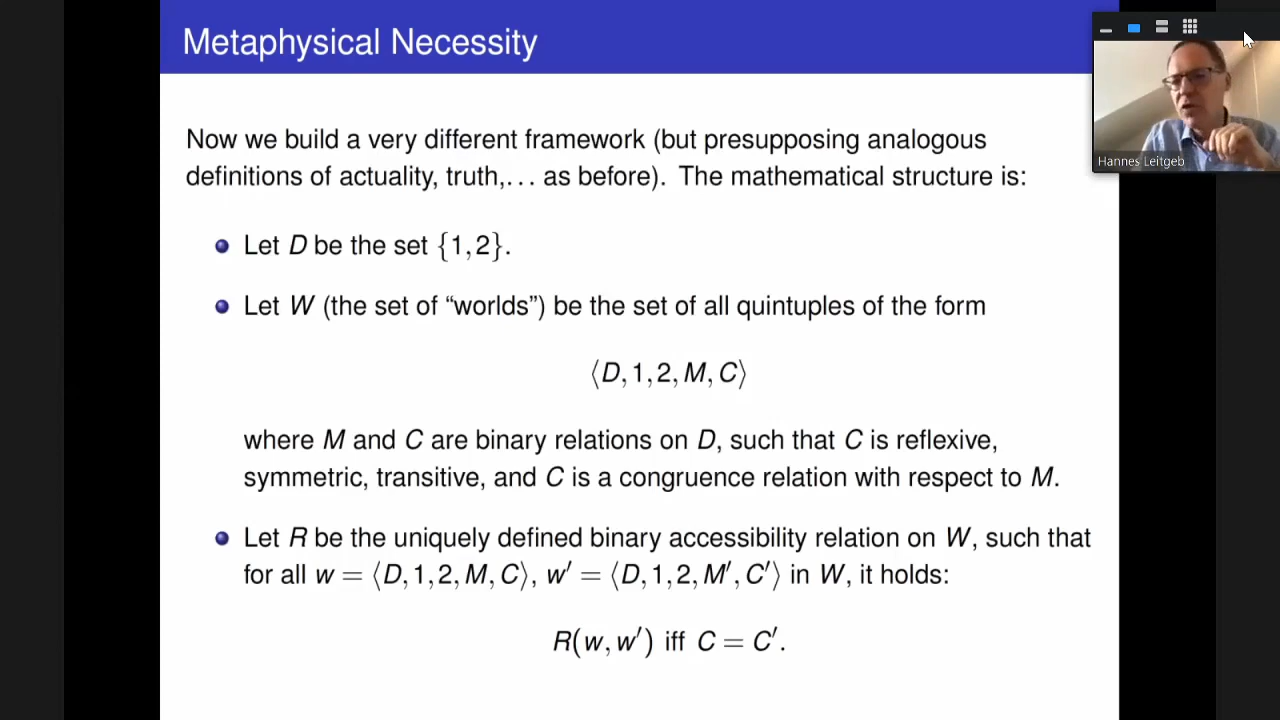 Metaphysical Necessity
Hannes Leitgeb
Now we build a very different framework (but presupposing analogous
definitions of actuality, truth,... as before). The mathematical structure is:
Let D be the set {1, 2}.
Let W (the set of “worlds”) be the set of all quintuples of the form
⟨D, 1, 2, M, C⟩
where M and C are binary relations on D, such that C is reflexive,
symmetric, transitive, and C is a congruence relation with respect to M.
Let R be the uniquely defined binary accessibility relation on W, such that
for all w = ⟨D, 1, 2, M, C⟩, w′ = ⟨D, 1, 2, M′, C′⟩ in W, it holds:
R(w, w′) iff C = C′.